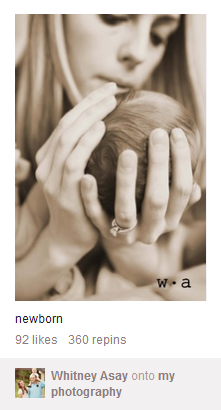 w • a
newborn
92 likes 360 repins
Whitney Asay onto my
photography